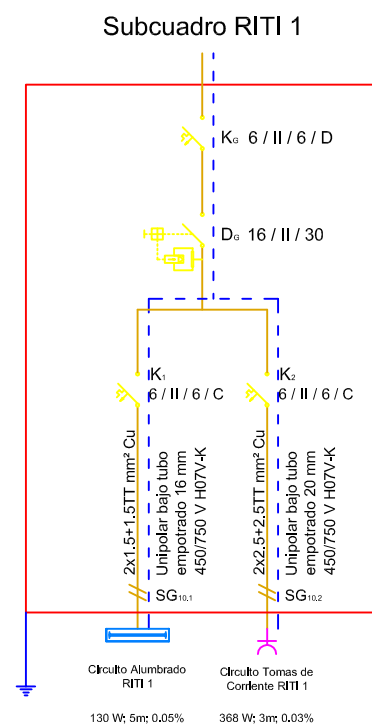 Subcuadro RITI 1
KG 6 / II / 6 / D
DG 16 / II / 30
K1
6 / II / 6 / C
K2
6 / II / 6 / C
2x1.5+1.5TT mm² Cu
Unipolar bajo tubo
empotrado 16 mm
450/750 V H07V-K
2x2.5+2.5TT mm² Cu
Unipolar bajo tubo
empotrado 20 mm
450/750 V H07V-K
SG10.1
SG10.2
Circuito Alumbrado
RITI 1
Circuito Tomas de
Corriente RITI 1
130 W; 5m; 0.05%
368 W; 3m; 0.03%